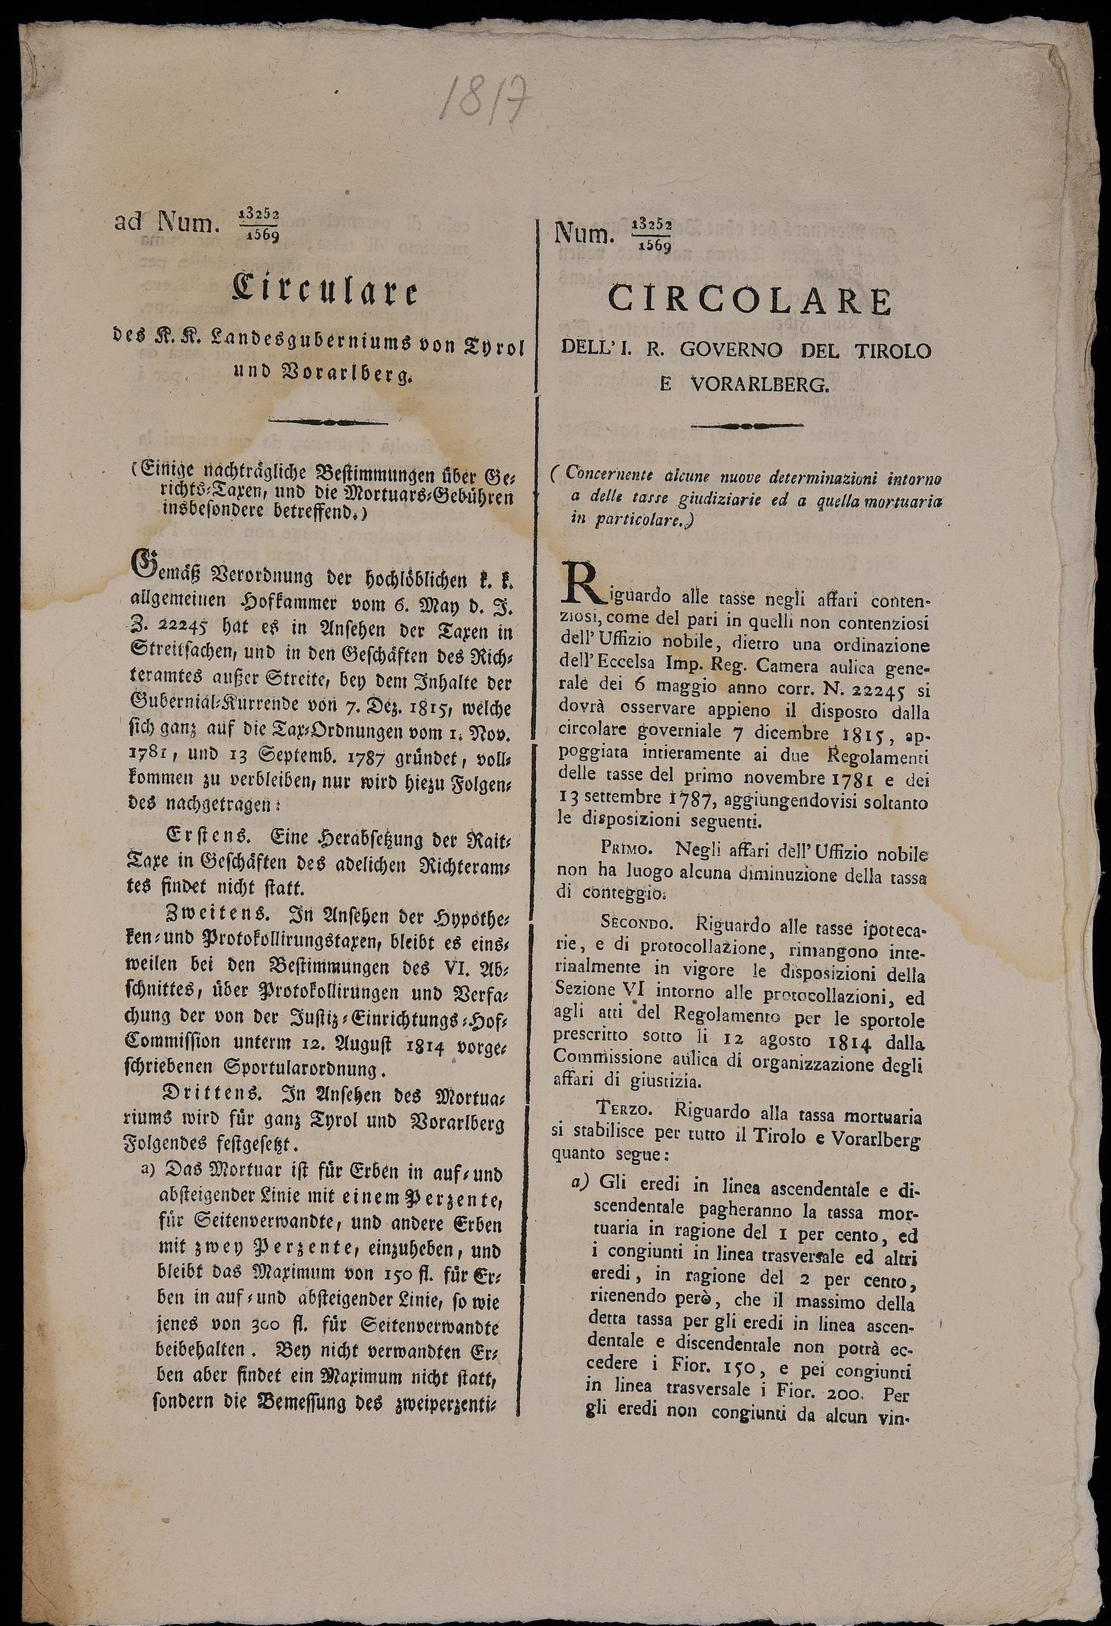 1817
ad Num. 13252/1569
Circulare
des K. K. Landesguberniums von Tyrol
und Vorarlberg.
(Einige nachträgliche Bestimmungen über Ge⸗
richts⸗Taxen, und die Mortuars⸗Gebühren
insbesondere betreffend.)
Gemäß Verordnung der hochlöblichen k. k.
allgemeinen Hofkammer vom 6. May d. J.
Z. 22245 hat es in Ansehen der Taxen in
Streitsachen, und in den Geschäften des Rich⸗
teramtes außer Streite, bey dem Inhalte der
Gubernial⸗Kurrende von 7. Dez. 1815, welche
sich ganz auf die Tax⸗Ordnungen vom 1. Nov.
1781, und 13 Septemb. 1787 gründet, voll⸗
kommen zu verbleiben, nur wird hiezu Folgen⸗
des nachgetragen:
Erstens. Eine Herabsetzung der Rait⸗
Taxe in Geschäften des adelichen Richteram⸗
tes findet nicht statt.
Zweitens. In Ansehen der Hypothe⸗
ken⸗und Protokollirungstaxen, bleibt es eins⸗
weilen bei den Bestimmungen des VI. Ab⸗
schnittes, über Protokollirungen und Verfa⸗
chung der von der Justiz⸗Einrichtungs⸗Hof⸗
Commission unterm 12. August 1814 vorge⸗
schriebenen Sportularordnung.
Drittens. In Ansehen des Mortua⸗
riums wird für ganz Tyrol und Vorarlberg
Folgendes festgesetzt.
a) Das Mortuar ist für Erben in auf⸗und
absteigender Linie mit einem Perzente,
für Seitenverwandte, und andere Erben
mit zwey Perzente, einzuheben, und
bleibt das Maximum von 150 fl. für Er⸗
ben in auf⸗und absteigender Linie, so wie
jenes von 300 fl. für Seitenverwandte
beibehalten. Bey nicht verwandten Er⸗
ben aber findet ein Maximum nicht statt,
sondern die Bemessung des zweiperzenti⸗
Num. 13252/1569
CIRCOLARE
DELL' I. R. GOVERNO DEL TIROLO
E VORARLBERG.
(Concernente alcune nuove determinazioni intorno
a delle tasse giudiziarie ed a quella mortuaria
in particolare.)
Riguardo alle tasse negli affari conten-
ziosi, come del pari in quelli non contenziosi
dell' Uffizio nobile, dietro una ordinazione
dell' Eccelsa Imp. Reg. Camera aulica gene-
rale dei 6 maggio anno corr. N. 22245 si
dovrà osservare appieno il disposto dalla
circolare governiale 7 dicembre 1815, ap-
poggiata intieramente ai due Regolamenti
delle tasse del primo novembre 1781 e dei
13 settembre 1787, aggiungendovisi soltanto
le disposizioni seguenti.
PRIMO. Negli affari dell' Uffizio nobile
non ha luogo alcuna diminuzione della tassa
di conteggio.
SECONDO. Riguardo alle tasse ipoteca-
rie, e di protocollazione, rimangono inte-
rinalmente in vigore le disposizioni della
Sezione VI intorno alle protocollazioni, ed
agli atti del Regolamento per le sportole
prescritto sotto li 12 agosto 1814 dalla
Commissione aulica di organizzazione degli
affari di giustizia.
TERZO. Riguardo alla tassa mortuaria
si stabilisce per tutto il Tirolo e Vorarlberg
quanto segue:
a) Gli eredi in linea ascendentale e di-
scendentale pagheranno la tassa mor-
tuaria in ragione del 1 per cento, ed
i congiunti in linea trasversale ed altri
eredi, in ragione del 2 per cento,
ritenendo però, che il massimo della
detta tassa per gli eredi in linea ascen-
dentale e discendentale non potrà ec-
cedere i Fior. 150, e pei congiunti
in linea trasversale i Fior. 200. Per
gli eredi non congiunti da alcun vin-